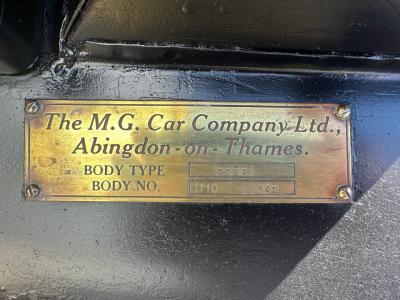 The M.G. Car Company Ltd.,
Abingdon-on-Thames.
BODY TYPE
BODY NO.